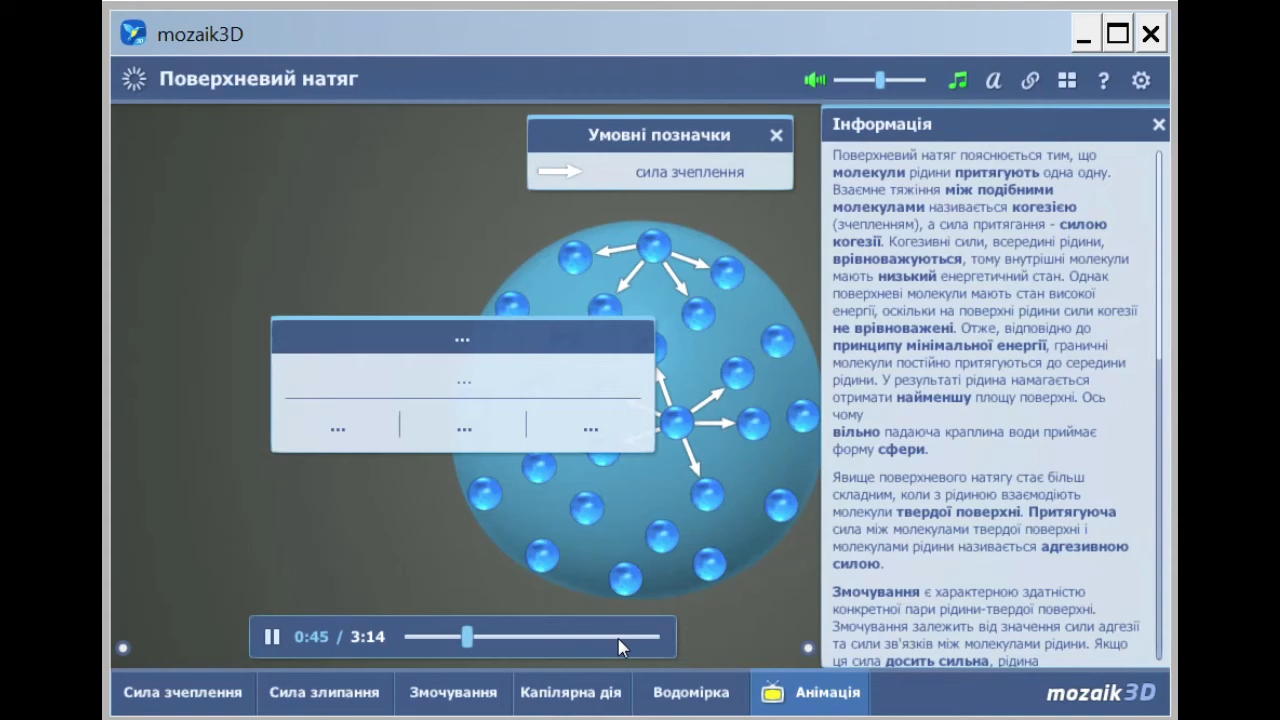 mozaik3D
Поверхневий натяг
Умовні позначки
сила зчеплення
...
...
... ... ...
0:45 / 3:14
Інформація
Поверхневий натяг пояснюється тим, що
молекули рідини притягують одна одну.
Взаємне тяжіння між подібними
молекулами називається когезією
(зчепленням), а сила притягання - силою
когезії. Когезивні сили, всередині рідини,
врівноважуються, тому внутрішні молекули
мають низький енергетичний стан. Однак
поверхневі молекули мають стан високої
енергії, оскільки на поверхні рідини сили когезії
не врівноважені. Отже, відповідно до
принципу мінімальної енергії, граничні
молекули постійно притягуються до середини
рідини. У результаті рідина намагається
отримати найменшу площу поверхні. Ось
чому
вільно падаюча краплина води приймає
форму сфери.
Явище поверхневого натягу стає більш
складним, коли з рідиною взаємодіють
молекули твердої поверхні. Притягуюча
сила між молекулами твердої поверхні і
молекулами рідини називається адгезивною
силою.
Змочування є характерною здатністю
конкретної пари рідини-твердої поверхні.
Змочування залежить від значення сили адгезії
та сили зв'язків між молекулами рідини. Якщо
ця сила досить сильна, рідина
Сила зчеплення
Сила злипання
Змочування
Капілярна дія
Водомірка
Анімація
mozaik3D